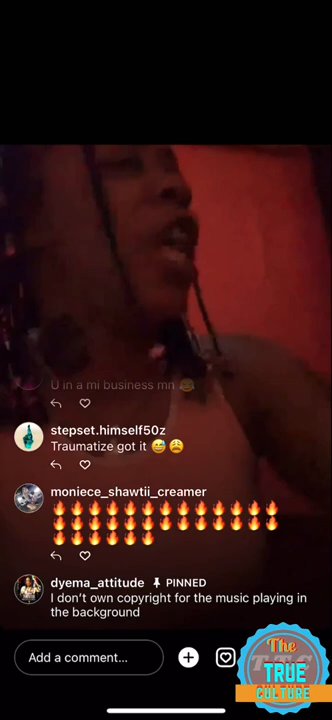 U in a mi business mn 😂
stepset.himself50z
Traumatize got it 😅😩
moniece_shawtii_creamer
🔥🔥🔥🔥🔥🔥🔥🔥🔥🔥🔥🔥🔥
🔥🔥🔥🔥🔥🔥🔥🔥🔥🔥🔥🔥🔥
🔥🔥🔥🔥🔥🔥
dyema_attitude PINNED
I don’t own copyright for the music playing in
the background
Add a comment...
The
TRUE
CULTURE